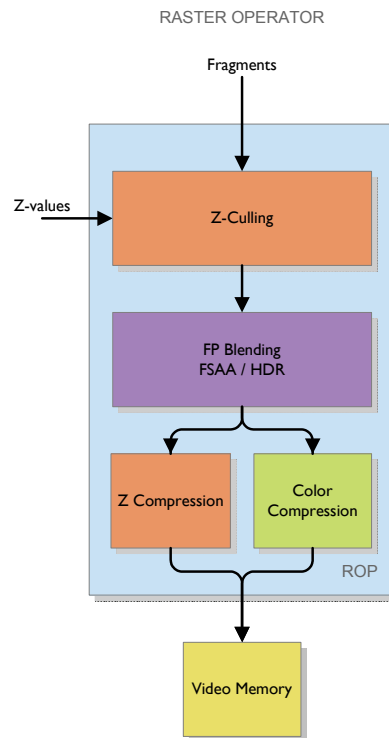 RASTER OPERATOR
Fragments
Z-values
Z-Culling
FP Blending
FSAA / HDR
Z Compression
Color
Compression
ROP
Video Memory